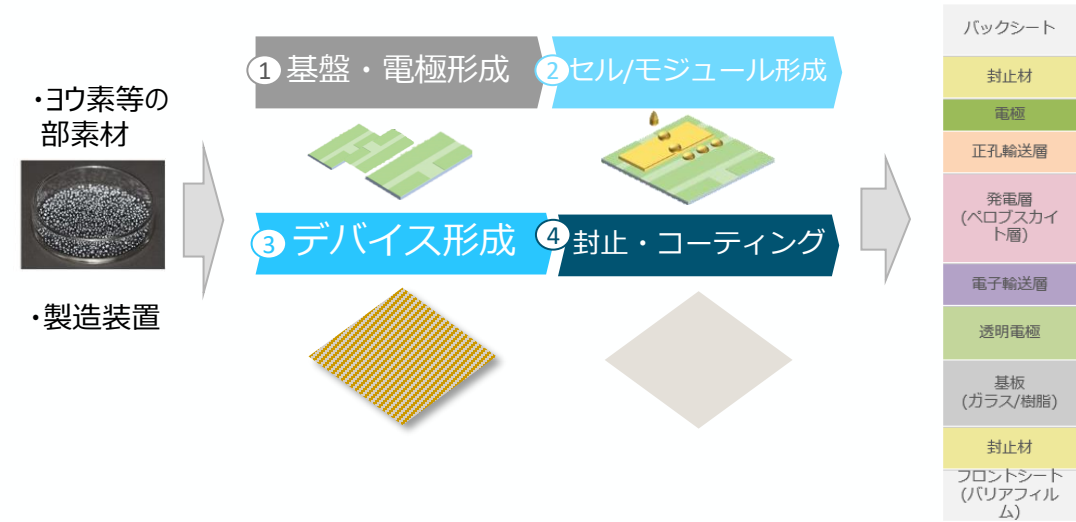 ・ヨウ素等の
部素材
・製造装置
1 基盤・電極形成
2 セル/モジュール形成
3 デバイス形成
4 封止・コーティング
バックシート
封止材
電極
正孔輸送層
発電層
(ペロブスカイ
ト層)
電子輸送層
透明電極
基板
(ガラス/樹脂)
封止材
フロントシート
(バリアフィル
ム)